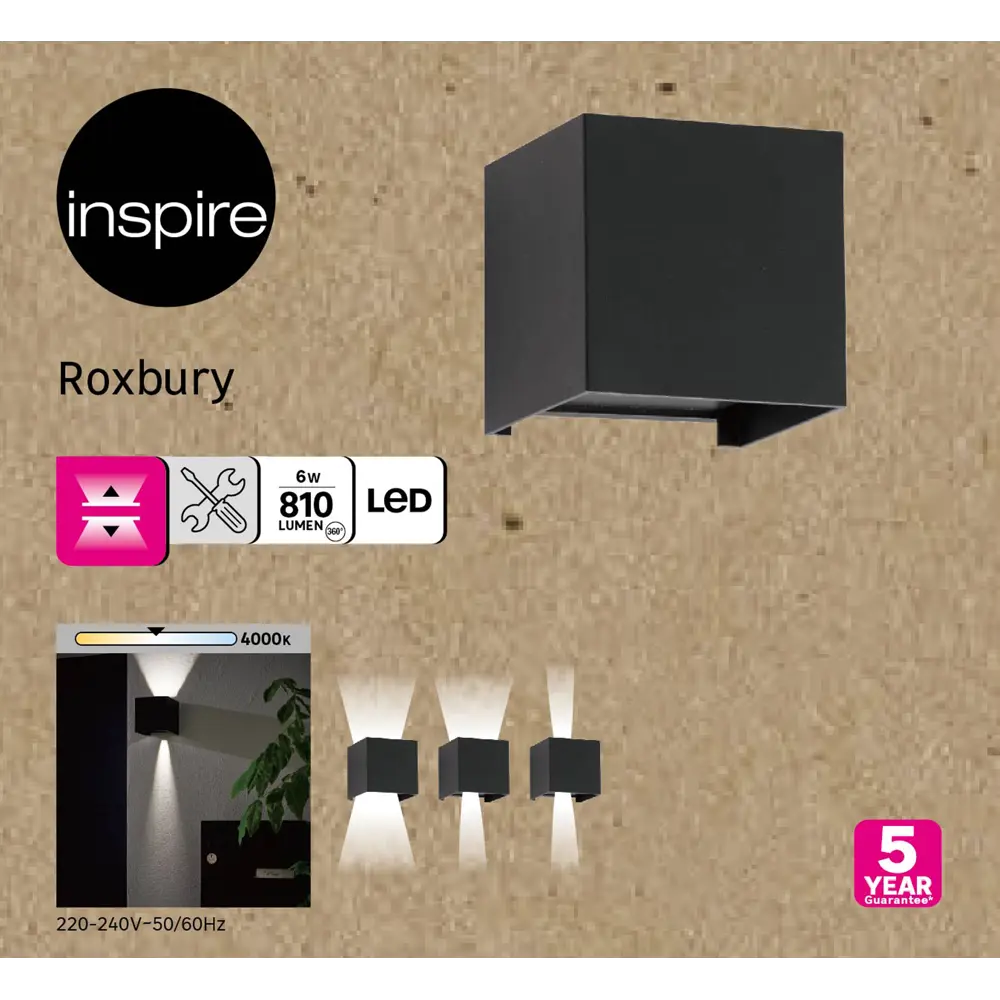 inspire
Roxbury
6W
810
LUMEN 360°
LED
4000K
220-240V~50/60Hz
5
YEAR
Guarantee*